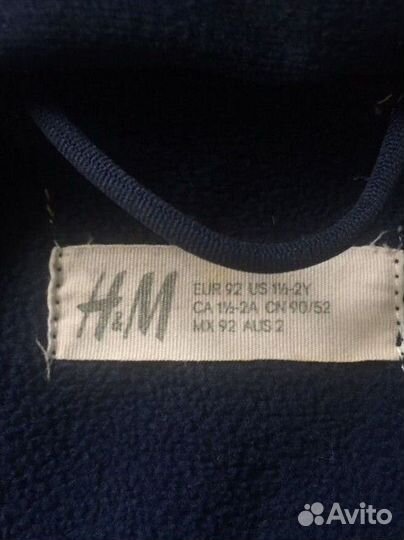 H&M
EUR 92 US 1½-2Y
CA 1½-2A CN 90/52
MX 92 AUS 2
Avito